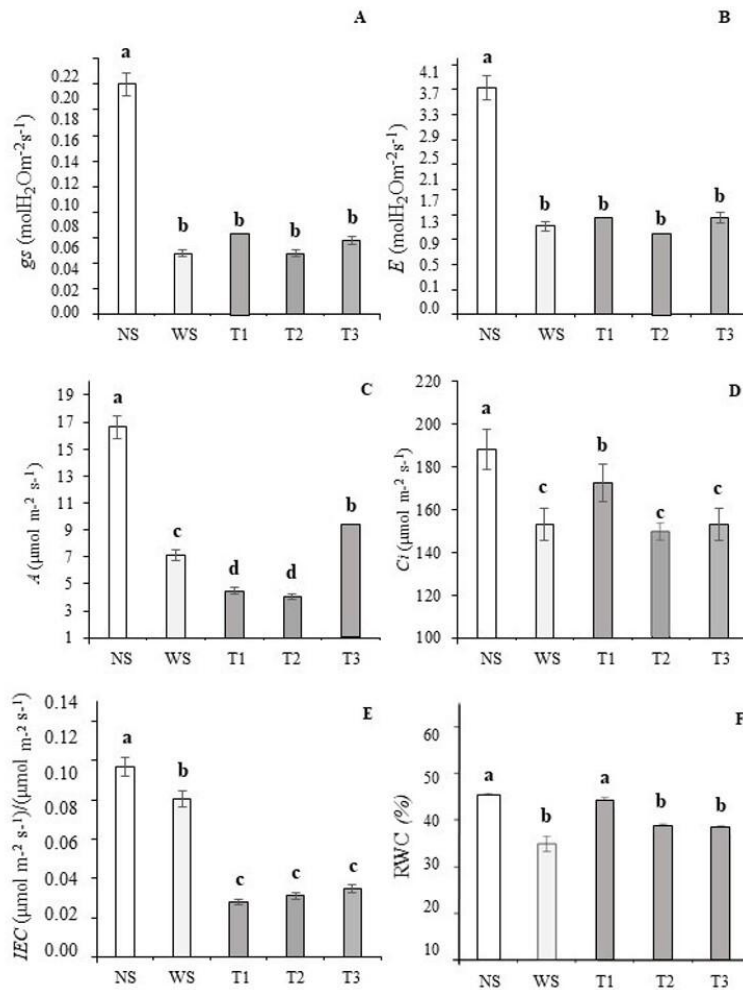 A
gs (molH₂Om⁻²s⁻¹)
0.22
0.20
0.18
0.16
0.14
0.12
0.10
0.08
0.06
0.04
0.02
0.00
a
b
b
b
b
NS WS T1 T2 T3
B
E (molH₂Om⁻²s⁻¹)
4.1
3.7
3.3
2.9
2.5
2.1
1.7
1.3
0.9
0.5
1.1
0.0
a
b
b
b
b
NS WS T1 T2 T3
C
A (μmol m-² s-¹)
19
17
15
13
11
9
7
5
3
1
a
c
d
d
b
NS WS T1 T2 T3
D
Ci (μmol m-² s-¹)
220
200
180
160
140
120
100
a
c
b
c
c
NS WS T1 T2 T3
E
IEC (μmol m-² s-¹)/(μmol m-² s-¹)
0.14
0.12
0.10
0.08
0.06
0.04
0.02
0.00
a
b
c
c
c
NS WS T1 T2 T3
F
RWC (%)
60
50
40
30
20
10
a
b
a
b
b
NS WS T1 T2 T3